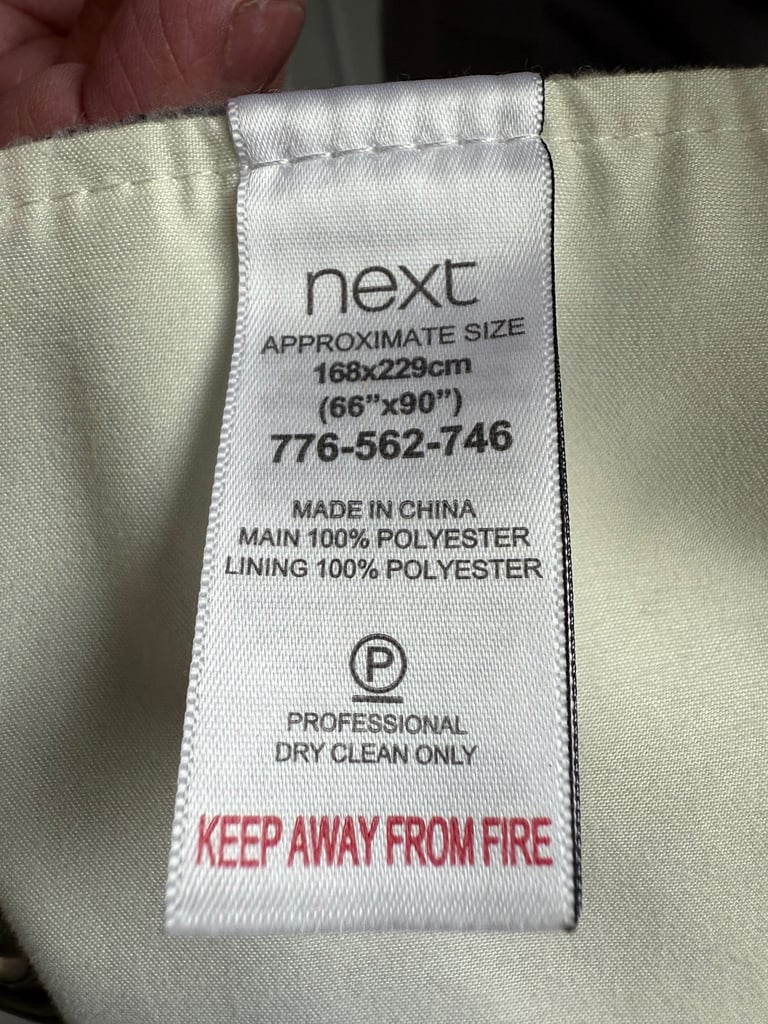 next
APPROXIMATE SIZE
168x229cm
(66”x90”)
776-562-746
MADE IN CHINA
MAIN 100% POLYESTER
LINING 100% POLYESTER
P
PROFESSIONAL
DRY CLEAN ONLY
KEEP AWAY FROM FIRE